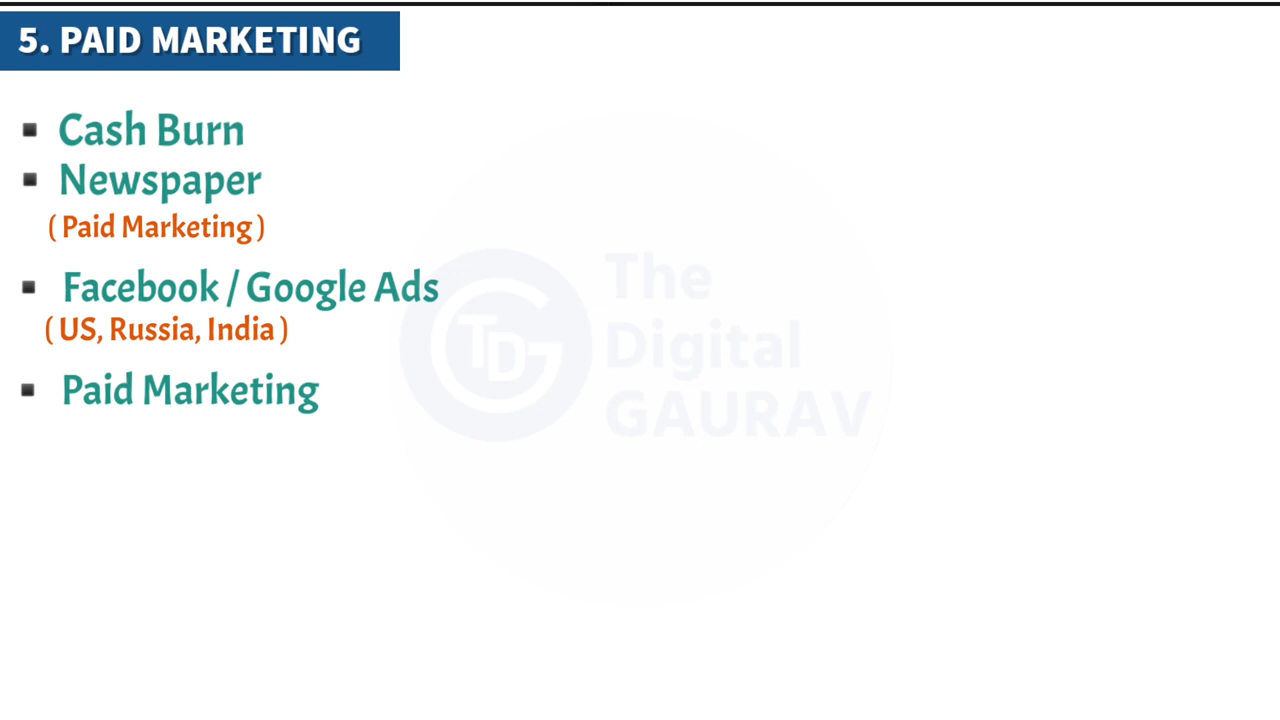 5. PAID MARKETING
▪ Cash Burn
▪ Newspaper
( Paid Marketing )
▪ Facebook / Google Ads
( US, Russia, India )
▪ Paid Marketing
TDG
The
Digital
GAURAV